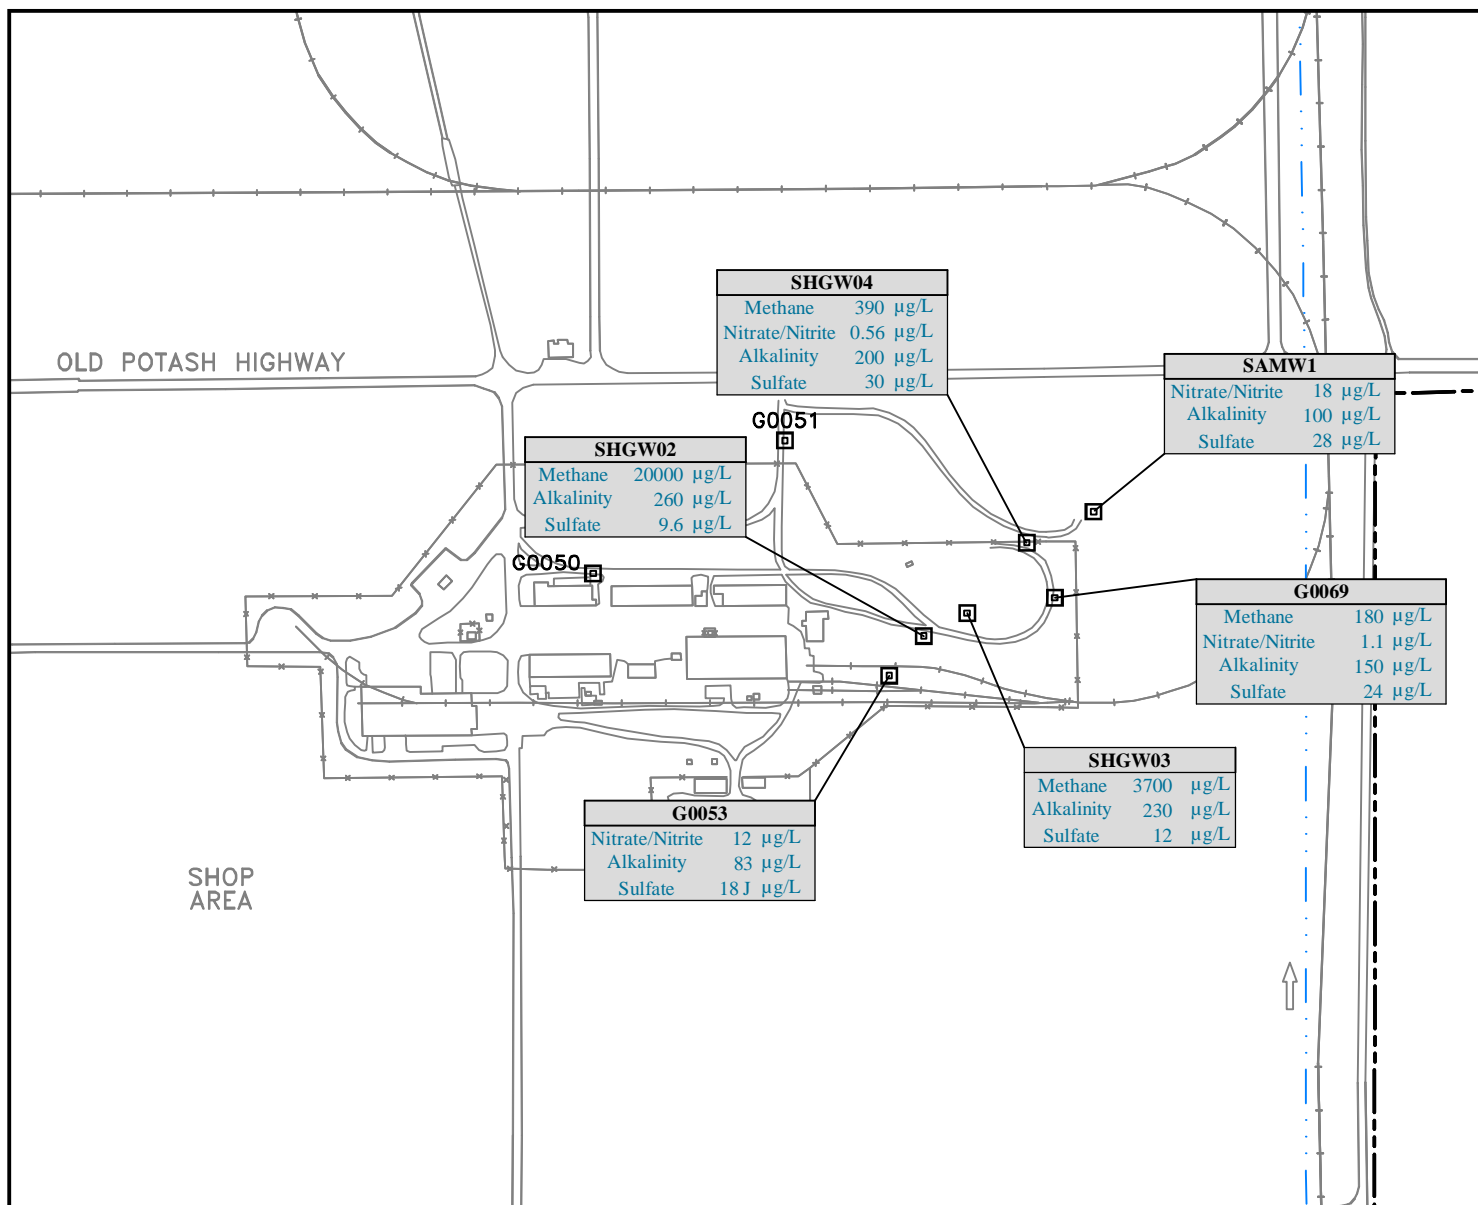 SHGW04
Methane 390 µg/L
Nitrate/Nitrite 0.56 µg/L
Alkalinity 200 µg/L
Sulfate 30 µg/L
OLD POTASH HIGHWAY
SAMW1
Nitrate/Nitrite 18 µg/L
Alkalinity 100 µg/L
Sulfate 28 µg/L
G0051
SHGW02
Methane 20000 µg/L
Alkalinity 260 µg/L
Sulfate 9.6 µg/L
G0050
G0069
Methane 180 µg/L
Nitrate/Nitrite 1.1 µg/L
Alkalinity 150 µg/L
Sulfate 24 µg/L
SHGW03
Methane 3700 µg/L
Alkalinity 230 µg/L
Sulfate 12 µg/L
G0053
Nitrate/Nitrite 12 µg/L
Alkalinity 83 µg/L
Sulfate 18 J µg/L
SHOP
AREA